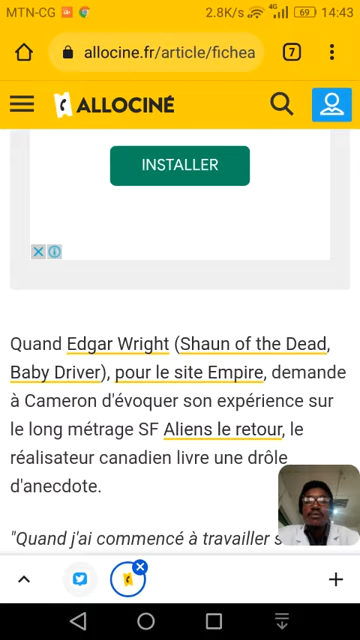 MTN-CG 2.8K/s 4G 69 14:43
allocine.fr/article/fichea 7
ALLOCINÉ
INSTALLER
Quand Edgar Wright (Shaun of the Dead,
Baby Driver), pour le site Empire, demande
à Cameron d'évoquer son expérience sur
le long métrage SF Aliens le retour, le
réalisateur canadien livre une drôle
d'anecdote.
"Quand j'ai commencé à travailler